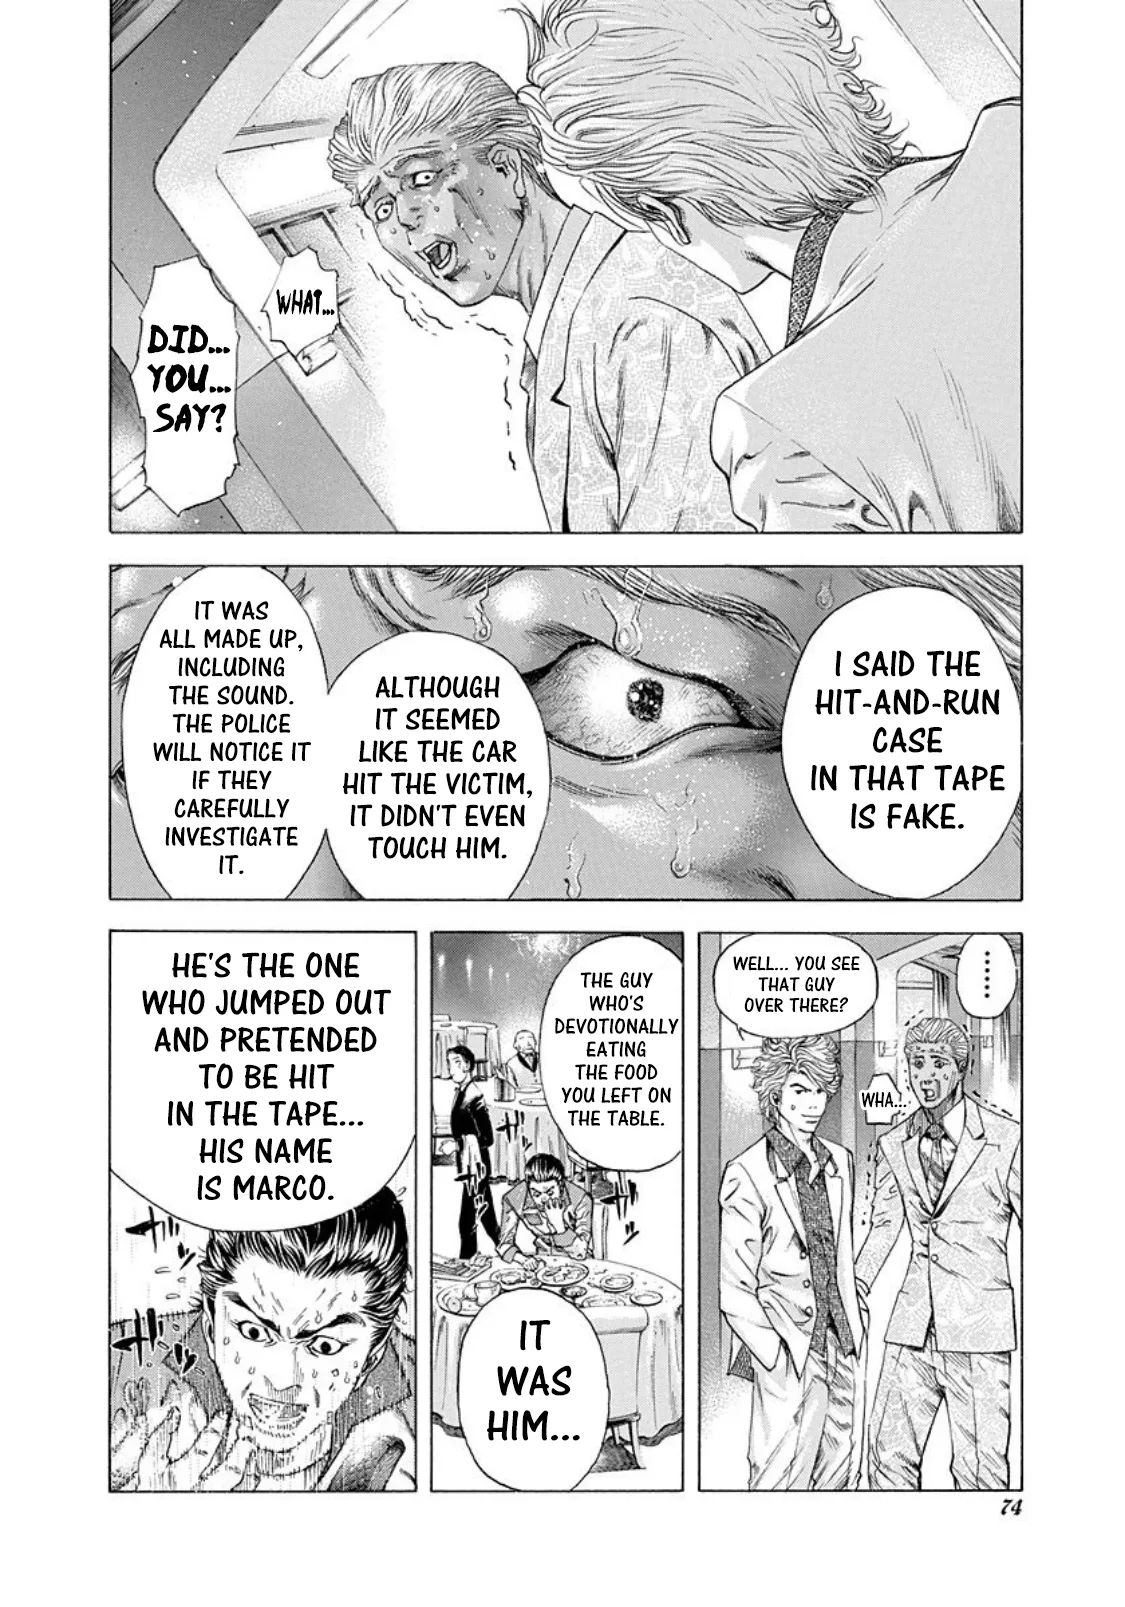 WHAT...
DID...
YOU...
SAY?
I SAID THE
HIT-AND-RUN
CASE
IN THAT TAPE
IS FAKE.
ALTHOUGH
IT SEEMED
LIKE THE CAR
HIT THE VICTIM,
IT DIDN'T EVEN
TOUCH HIM.
IT WAS
ALL MADE UP,
INCLUDING
THE SOUND.
THE POLICE
WILL NOTICE IT
IF THEY
CAREFULLY
INVESTIGATE
IT.
......
WELL... YOU SEE
THAT GUY
OVER THERE?
WHA...
THE GUY
WHO'S
DEVOTIONALLY
EATING
THE FOOD
YOU LEFT ON
THE TABLE.
IT
WAS
HIM...
HE'S THE ONE
WHO JUMPED OUT
AND PRETENDED
TO BE HIT
IN THE TAPE...
HIS NAME
IS MARCO.
74